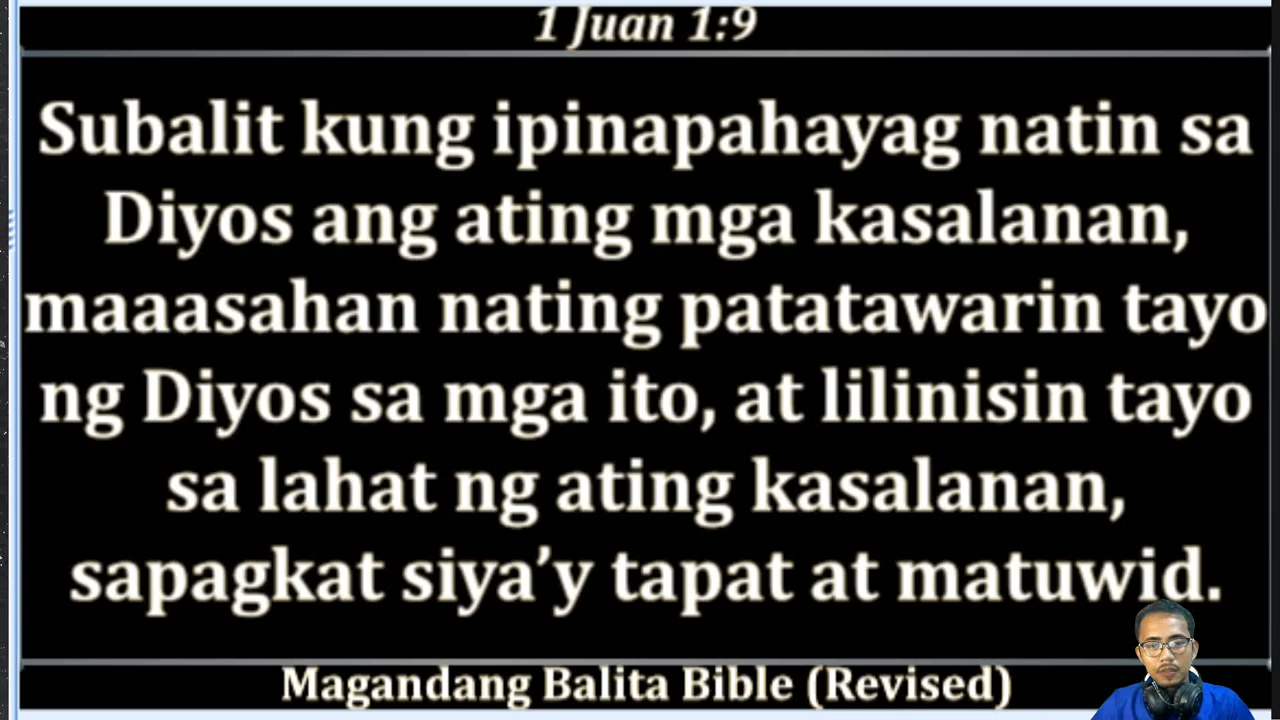 1 Juan 1:9
Subalit kung ipinapahayag natin sa
Diyos ang ating mga kasalanan,
maaasahan nating patatawarin tayo
ng Diyos sa mga ito, at lilinisin tayo
sa lahat ng ating kasalanan,
sapagkat siya’y tapat at matuwid.
Magandang Balita Bible (Revised)